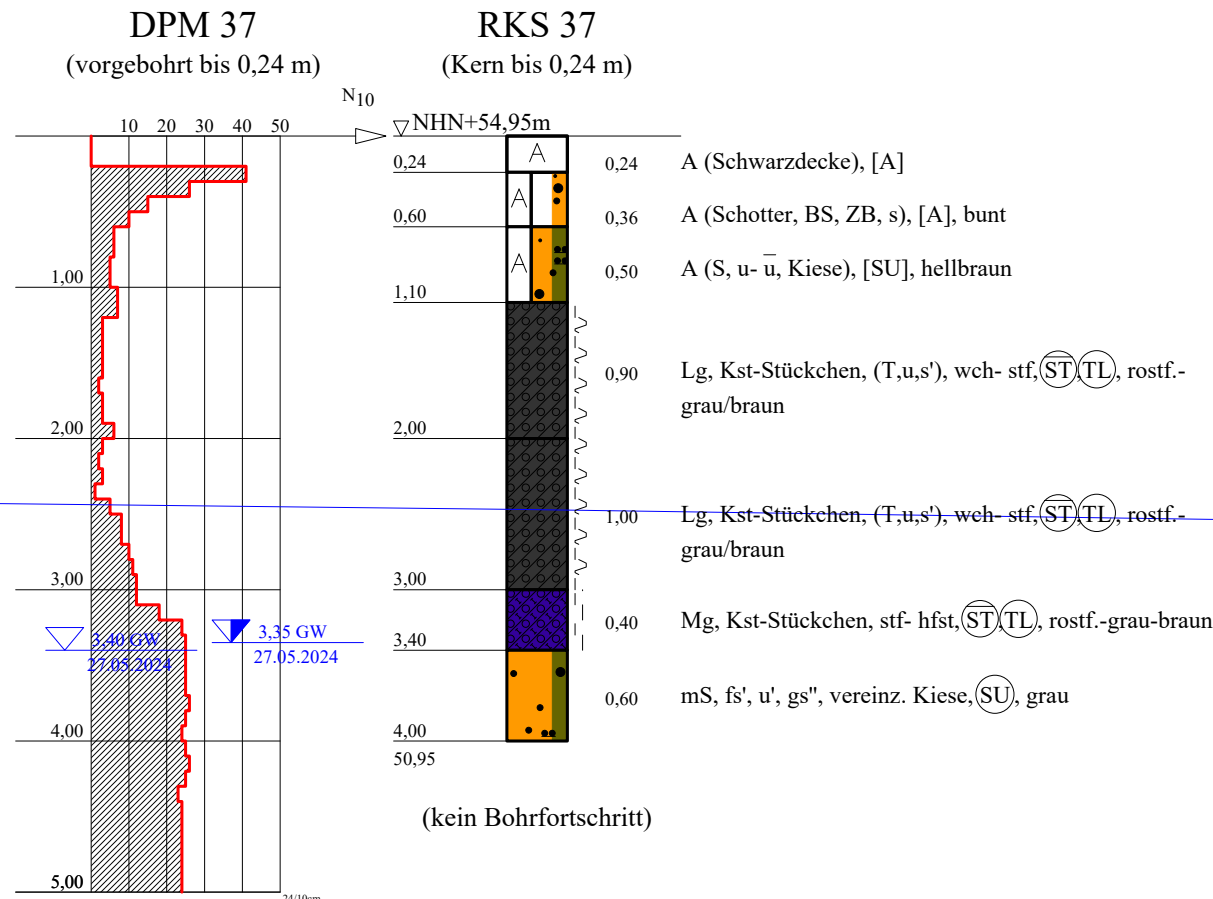 DPM 37
(vorgebohrt bis 0,24 m)
RKS 37
(Kern bis 0,24 m)
N10
10 20 30 40 50
NHN+54,95m
A
0,24 0,24 A (Schwarzdecke), [A]
A
0,60 0,36 A (Schotter, BS, ZB, s), [A], bunt
A
0,50 A (S, u- u̅, Kiese), [SU], hellbraun
1,00
1,10
0,90 Lg, Kst-Stückchen, (T,u,s'), wch- stf, S̅T̅, TL, rostf.-
grau/braun
2,00 2,00
1,00 Lg, Kst-Stückchen, (T,u,s'), wch- stf, S̅T̅, TL, rostf.-
grau/braun
3,00 3,00
0,40 Mg, Kst-Stückchen, stf- hfst, S̅T̅, TL, rostf.-grau-braun
3,40 GW
27.05.2024
3,35 GW
27.05.2024
3,40
0,60 mS, fs', u', gs'', vereinz. Kiese, SU, grau
4,00 4,00
50,95
(kein Bohrfortschritt)
5,00
24/10cm